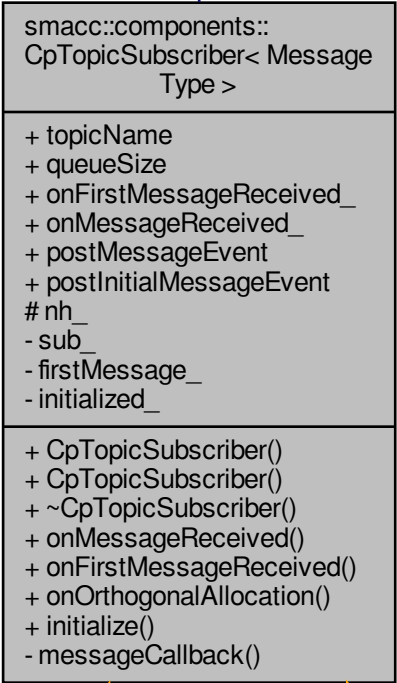 smacc::components::
CpTopicSubscriber< Message
Type >
+ topicName
+ queueSize
+ onFirstMessageReceived_
+ onMessageReceived_
+ postMessageEvent
+ postInitialMessageEvent
# nh_
- sub_
- firstMessage_
- initialized_
+ CpTopicSubscriber()
+ CpTopicSubscriber()
+ ~CpTopicSubscriber()
+ onMessageReceived()
+ onFirstMessageReceived()
+ onOrthogonalAllocation()
+ initialize()
- messageCallback()